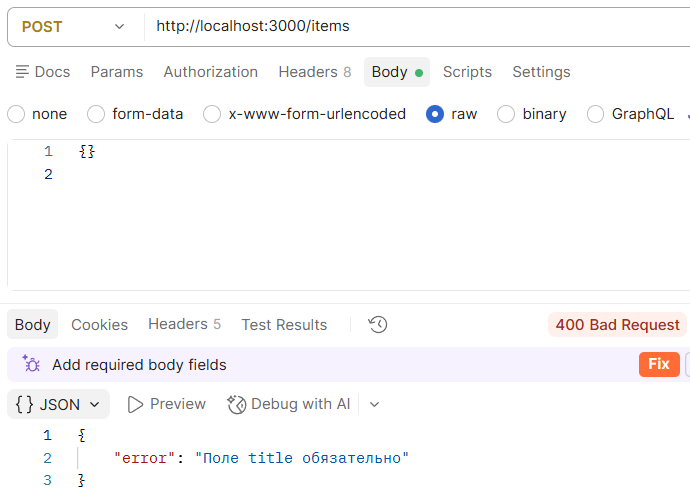 POST http://localhost:3000/items
Docs Params Authorization Headers 8 Body Scripts Settings
none form-data x-www-form-urlencoded raw binary GraphQL
1 {}
2
Body Cookies Headers 5 Test Results 400 Bad Request
Add required body fields Fix
{} JSON Preview Debug with AI
1 {
2 "error": "Поле title обязательно"
3 }